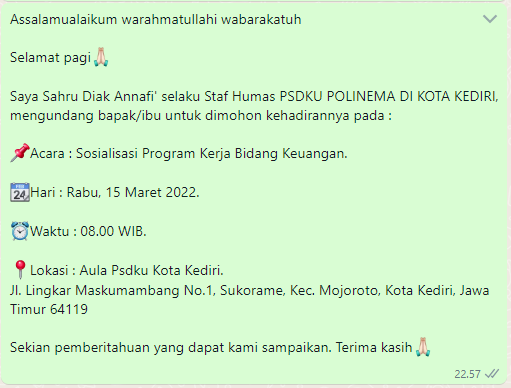 Assalamualaikum warahmatullahi wabarakatuh
Selamat pagi🙏🏻
Saya Sahru Diak Annafi' selaku Staf Humas PSDKU POLINEMA DI KOTA KEDIRI,
mengundang bapak/ibu untuk dimohon kehadirannya pada :
📌Acara : Sosialisasi Program Kerja Bidang Keuangan.
📆Hari : Rabu, 15 Maret 2022.
⏰Waktu : 08.00 WIB.
📍Lokasi : Aula Psdku Kota Kediri.
Jl. Lingkar Maskumambang No.1, Sukorame, Kec. Mojoroto, Kota Kediri, Jawa
Timur 64119
Sekian pemberitahuan yang dapat kami sampaikan. Terima kasih🙏🏻
22.57